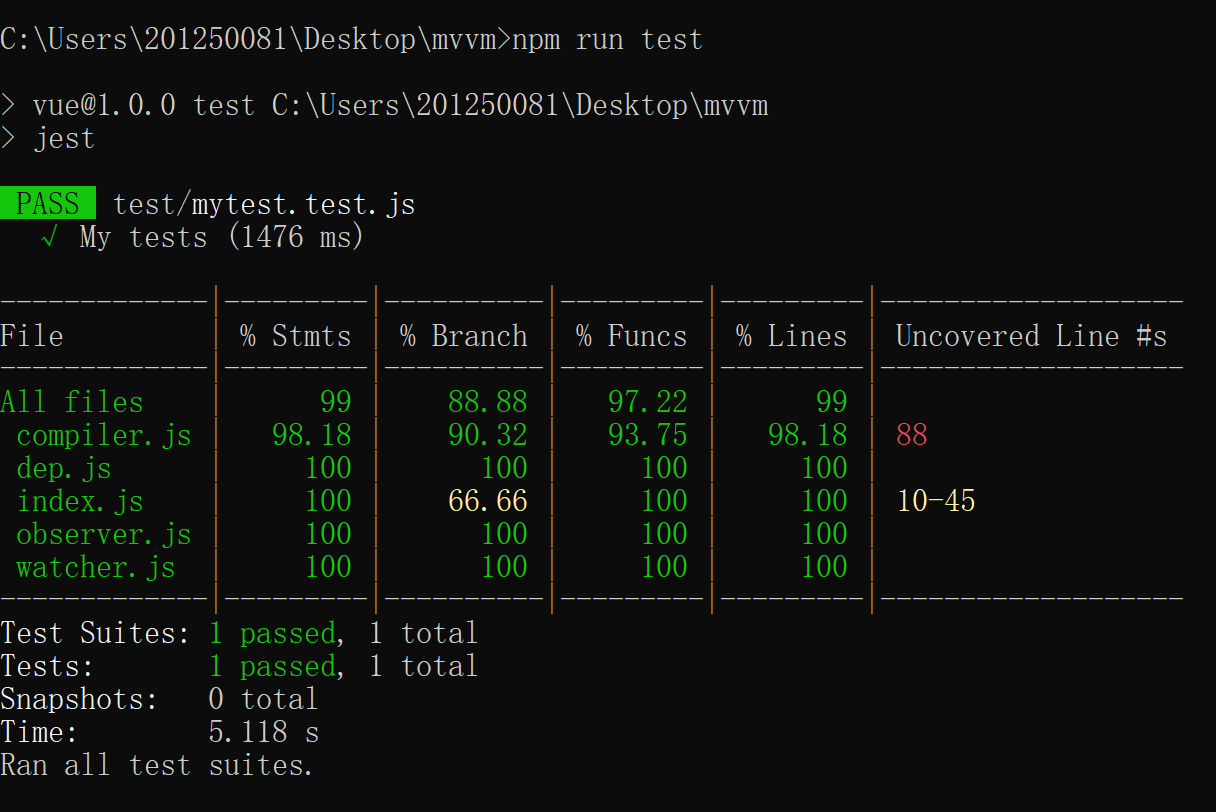 C:\Users\201250081\Desktop\mvvm>npm run test
> vue@1.0.0 test C:\Users\201250081\Desktop\mvvm
> jest
PASS test/mytest.test.js
√ My tests (1476 ms)
-------------|---------|----------|---------|---------|-------------------
File | % Stmts | % Branch | % Funcs | % Lines | Uncovered Line #s
-------------|---------|----------|---------|---------|-------------------
All files | 99 | 88.88 | 97.22 | 99 |
compiler.js | 98.18 | 90.32 | 93.75 | 98.18 | 88
dep.js | 100 | 100 | 100 | 100 |
index.js | 100 | 66.66 | 100 | 100 | 10-45
observer.js | 100 | 100 | 100 | 100 |
watcher.js | 100 | 100 | 100 | 100 |
-------------|---------|----------|---------|---------|-------------------
Test Suites: 1 passed, 1 total
Tests: 1 passed, 1 total
Snapshots: 0 total
Time: 5.118 s
Ran all test suites.